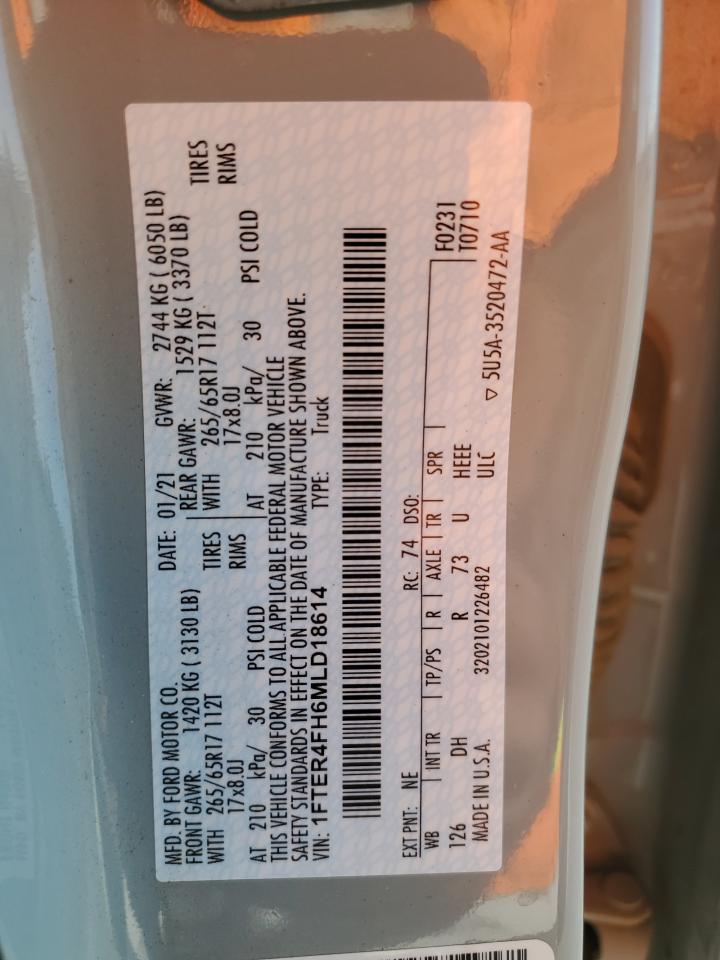 MFD. BY FORD MOTOR CO. DATE: 01/21 GVWR: 2744 KG ( 6050 LB)
FRONT GAWR: 1420 KG ( 3130 LB) REAR GAWR: 1529 KG ( 3370 LB)
WITH 265/65R17 112T TIRES WITH 265/65R17 112T TIRES
17x8.0J RIMS 17x8.0J RIMS
AT 210 kPa/ 30 PSI COLD AT 210 kPa/ 30 PSI COLD
THIS VEHICLE CONFORMS TO ALL APPLICABLE FEDERAL MOTOR VEHICLE
SAFETY STANDARDS IN EFFECT ON THE DATE OF MANUFACTURE SHOWN ABOVE.
VIN: 1FTER4FH6MLD18614 TYPE: Truck
EXT PNT: NE RC: 74 DSO:
WB INT TR TP/PS R AXLE TR SPR F0231
126 DH R 73 U HEEE T0710
MADE IN U.S.A. 3202101226482 ULC ▽ 5U5A-3520472-AA